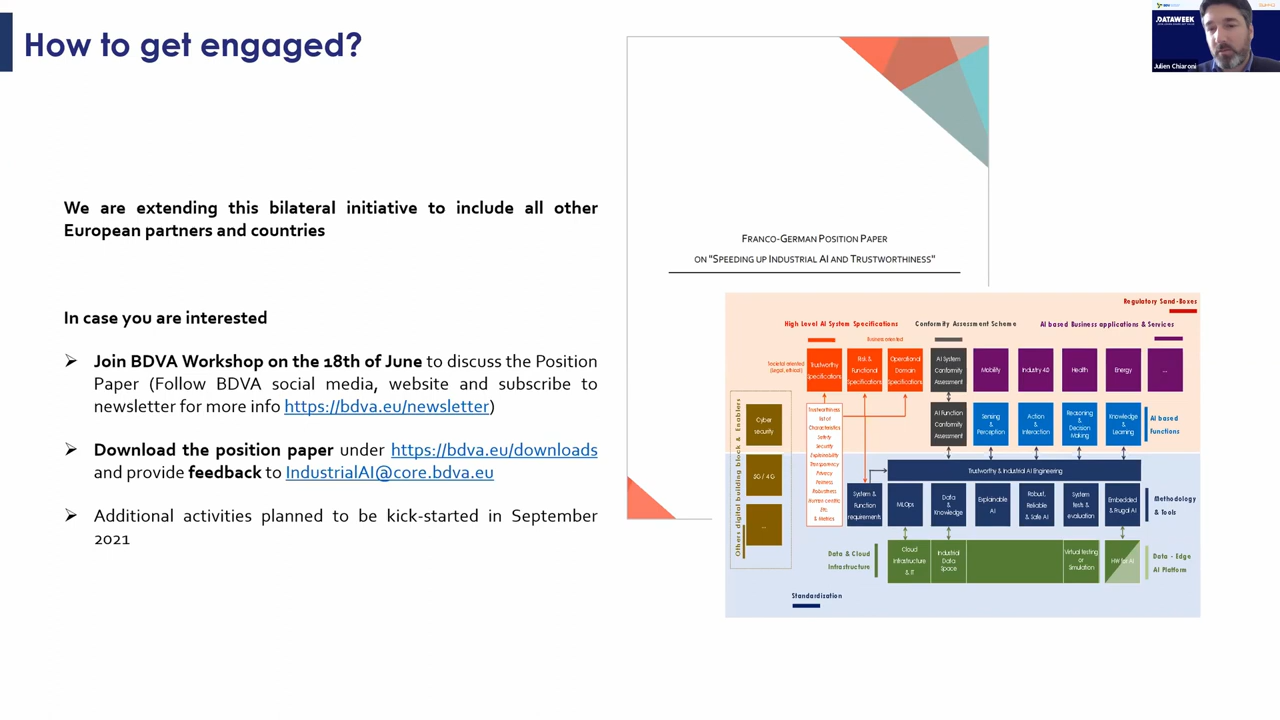 How to get engaged?
DATAWEEK
Julien Chiaroni
We are extending this bilateral initiative to include all other
European partners and countries
In case you are interested
Join BDVA Workshop on the 18th of June to discuss the Position
Paper (Follow BDVA social media, website and subscribe to
newsletter for more info https://bdva.eu/newsletter)
Download the position paper under https://bdva.eu/downloads
and provide feedback to IndustrialAI@core.bdva.eu
Additional activities planned to be kick-started in September
2021
FRANCO-GERMAN POSITION PAPER
ON "SPEEDING UP INDUSTRIAL AI AND TRUSTWORTHINESS"
Regulatory Sand-Boxes
High Level AI System Specifications
Conformity Assessment Scheme
AI based Business applications & Services
Business oriented
Societal oriented
(Legal, ethical)
Trustworthy
Specifications
Risk &
Functional
Specifications
Operational
Domain
Specifications
AI System
Conformity
Assessment
Mobility
Industry 4.0
Health
Energy
...
Others digital building block & Enablers
Cyber
security
5G / 4G
...
Trustworthiness
list of
Characteristics
Safety
Security
Explainability
Transparency
Privacy
Fairness
Robustness
Human centric
Etc.
& Metrics
AI Function
Conformity
Assessment
Sensing
&
Perception
Action
&
Interaction
Reasoning
&
Decision
Making
Knowledge
&
Learning
AI based
Functions
Trustworthy & Industrial AI Engineering
System &
Function
requirements
MLOps
Data
&
Knowledge
Explainable
AI
Robust,
Reliable
& Safe AI
System
tests &
evaluation
Embedded
& Frugal AI
Methodology
& Tools
Data & Cloud
Infrastructure
Cloud
Infrastructure
& IT
Industrial
Data
Space
Virtual testing
or
Simulation
HW for AI
Data - Edge
AI Platform
Standardisation